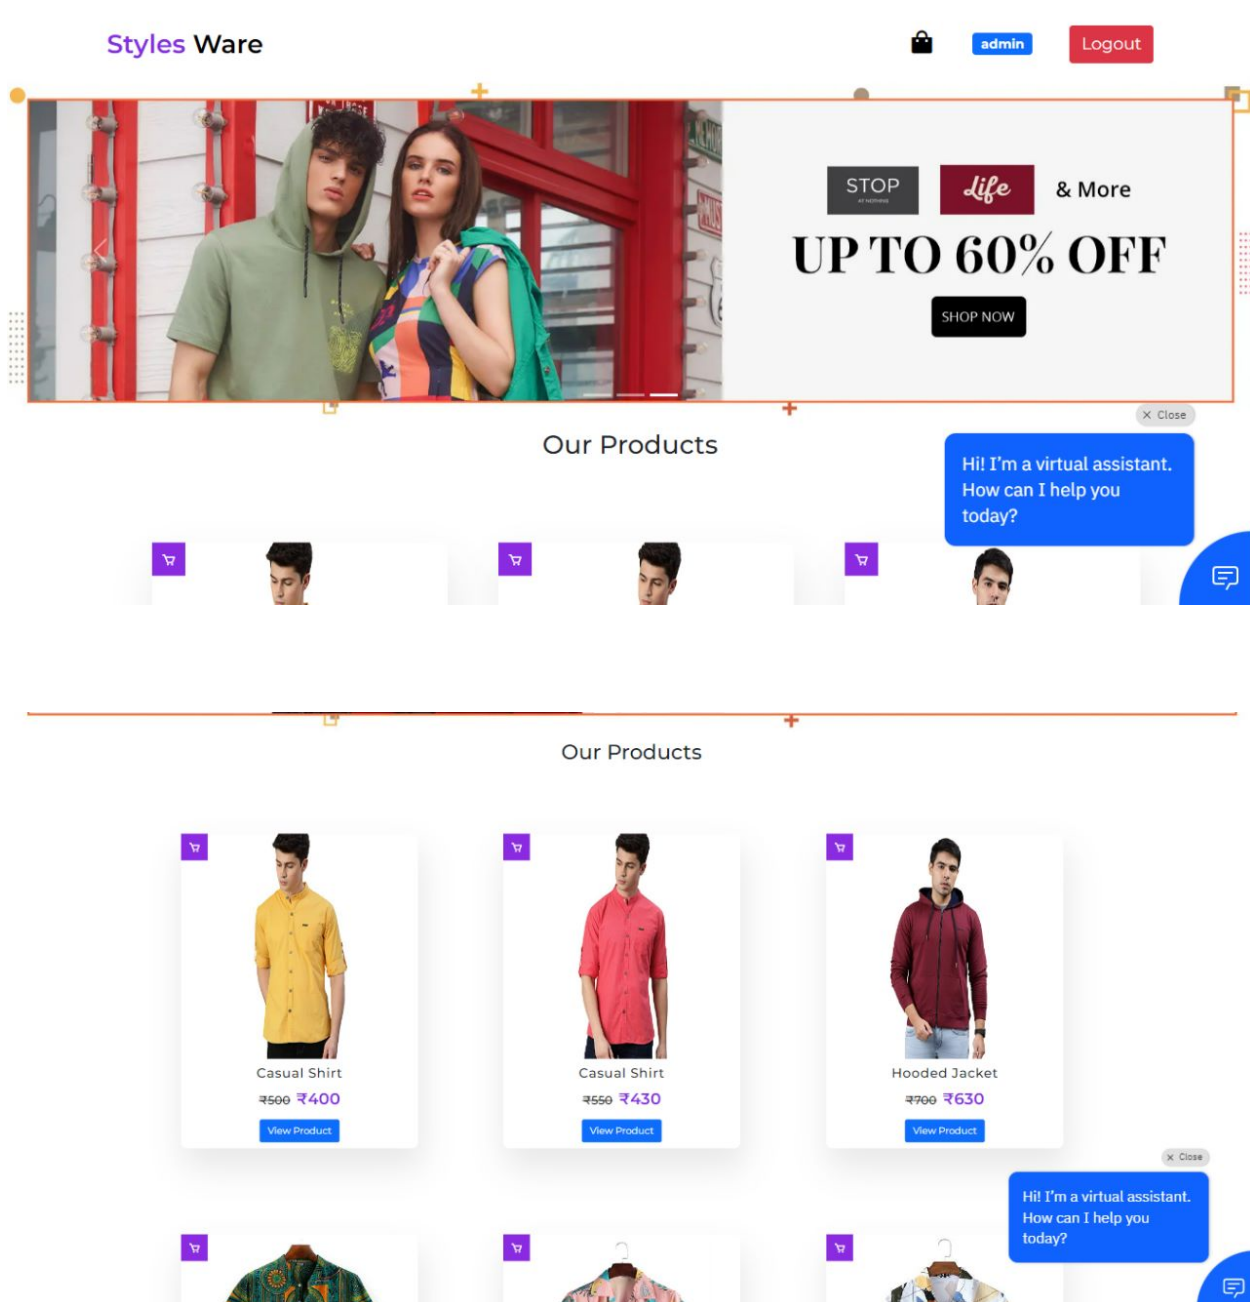 Styles Ware
admin
Logout
STOP
AT NOTHING
Life
& More
UP TO 60% OFF
SHOP NOW
× Close
Our Products
Hi! I'm a virtual assistant.
How can I help you
today?
Our Products
Casual Shirt
₹500 ₹400
View Product
Casual Shirt
₹550 ₹430
View Product
Hooded Jacket
₹700 ₹630
View Product
× Close
Hi! I'm a virtual assistant.
How can I help you
today?